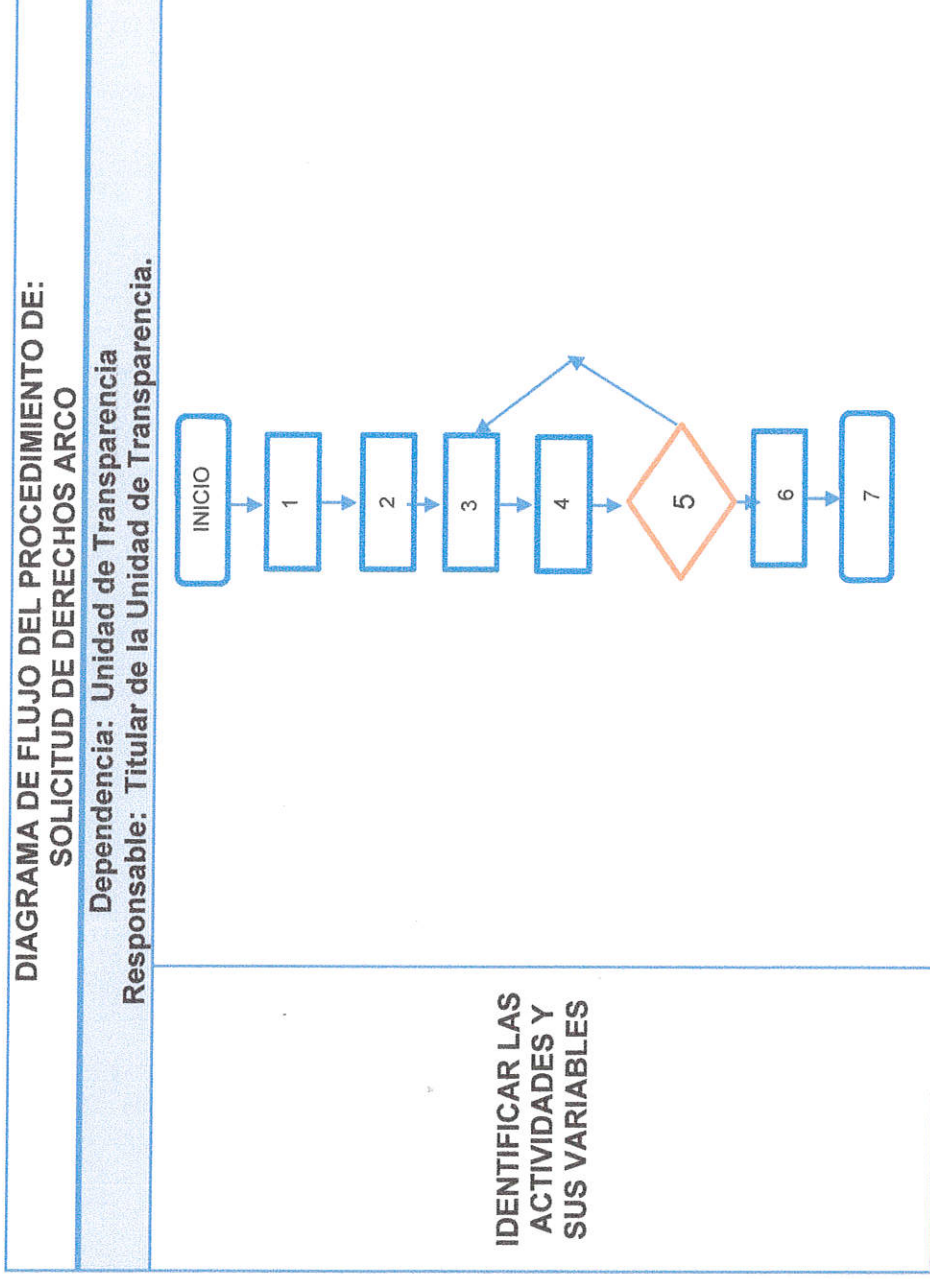 DIAGRAMA DE FLUJO DEL PROCEDIMIENTO DE:
SOLICITUD DE DERECHOS ARCO
Dependencia: Unidad de Transparencia
Responsable: Titular de la Unidad de Transparencia.
IDENTIFICAR LAS
ACTIVIDADES Y
SUS VARIABLES
INICIO
1
2
3
4
5
6
7